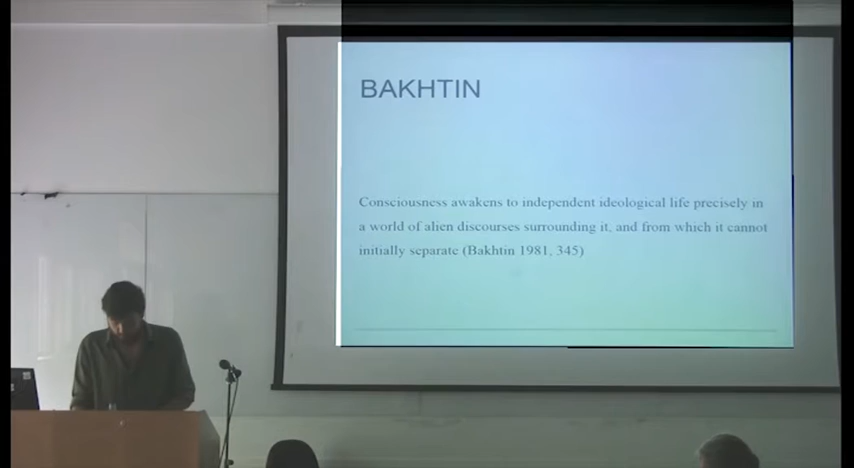 BAKHTIN
Consciousness awakens to independent ideological life precisely in
a world of alien discourses surrounding it, and from which it cannot
initially separate (Bakhtin 1981, 345)